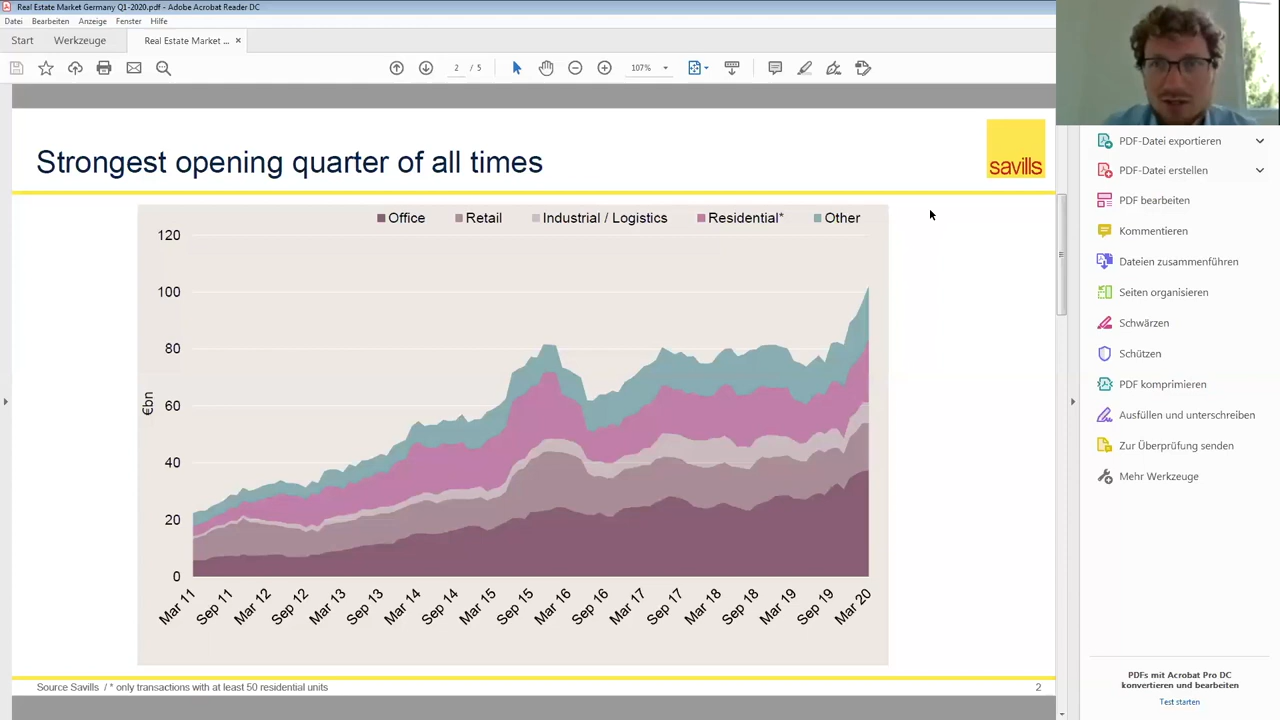 Real Estate Market Germany Q1-2020.pdf - Adobe Acrobat Reader DC
Datei Bearbeiten Anzeige Fenster Hilfe
Start Werkzeuge Real Estate Market ... ×
2 / 5 107%
Strongest opening quarter of all times
savills
Office Retail Industrial / Logistics Residential* Other
120
100
80
60
40
20
0
€bn
Mar 11 Sep 11 Mar 12 Sep 12 Mar 13 Sep 13 Mar 14 Sep 14 Mar 15 Sep 15 Mar 16 Sep 16 Mar 17 Sep 17 Mar 18 Sep 18 Mar 19 Sep 19 Mar 20
Source Savills / * only transactions with at least 50 residential units 2
PDF-Datei exportieren
PDF-Datei erstellen
PDF bearbeiten
Kommentieren
Dateien zusammenführen
Seiten organisieren
Schwärzen
Schützen
PDF komprimieren
Ausfüllen und unterschreiben
Zur Überprüfung senden
Mehr Werkzeuge
PDFs mit Acrobat Pro DC
konvertieren und bearbeiten
Test starten